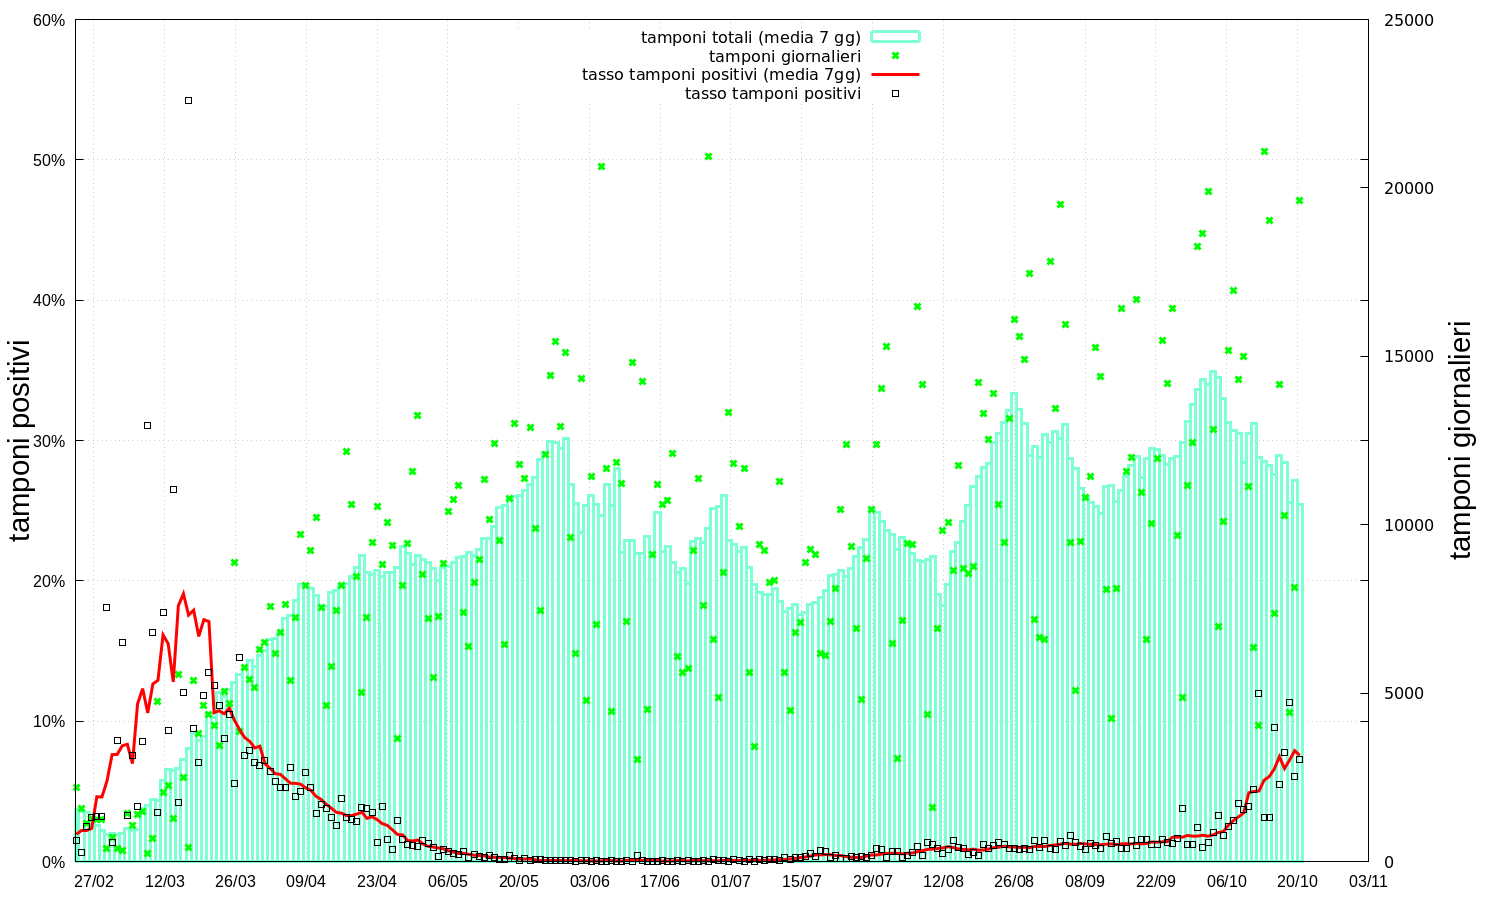 60%
50%
40%
30%
20%
10%
0%
tamponi positivi
tamponi totali (media 7 gg)
tamponi giornalieri
tasso tamponi positivi (media 7gg)
tasso tamponi positivi
25000
20000
15000
10000
5000
0
tamponi giornalieri
27/02 12/03 26/03 09/04 23/04 06/05 20/05 03/06 17/06 01/07 15/07 29/07 12/08 26/08 08/09 22/09 06/10 20/10 03/11